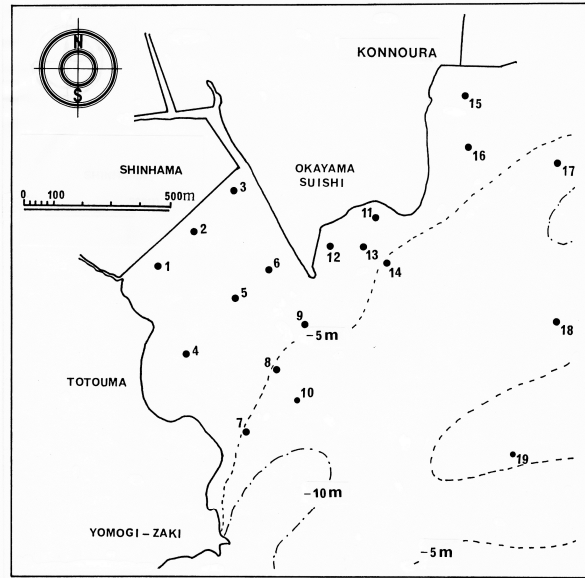 N
S
KONNOURA
SHINHAMA
OKAYAMA
SUISHI
0 100 500m
TOTOUMA
YOMOGI-ZAKI
1
2
3
4
5
6
7
8
9
10
11
12
13
14
15
16
17
18
19
-5m
-10m
-5m